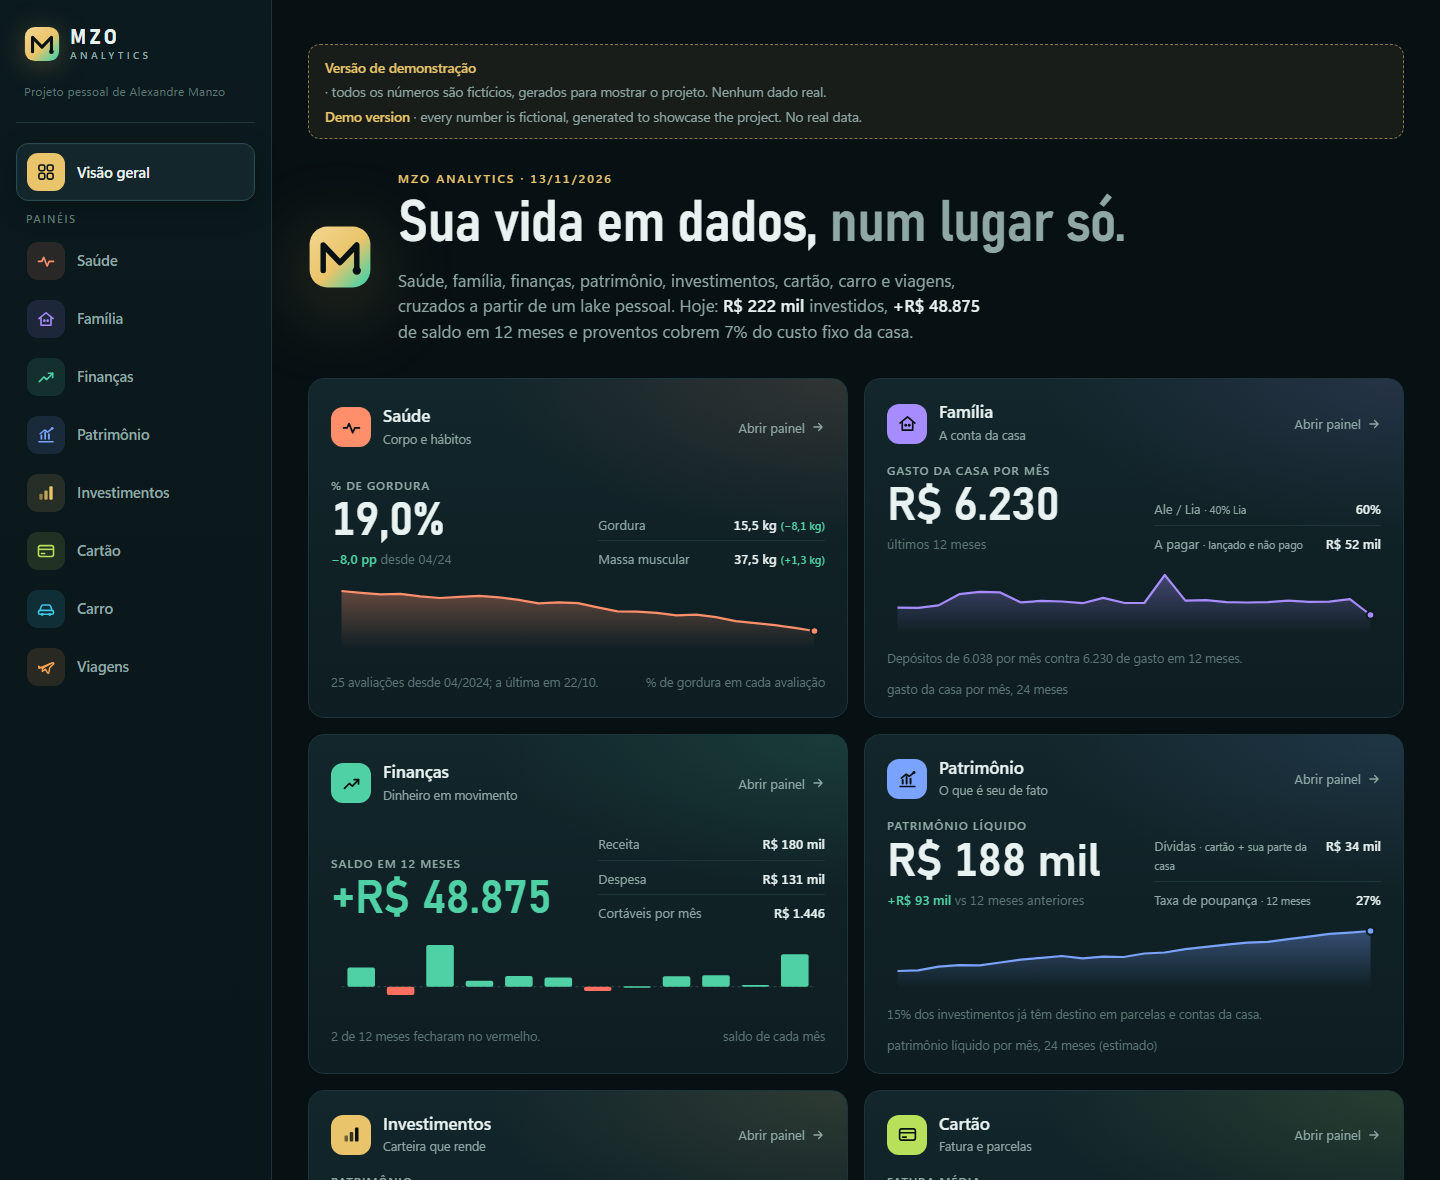 MZO
ANALYTICS
Projeto pessoal de Alexandre Manzo
Visão geral
PAINÉIS
Saúde
Família
Finanças
Patrimônio
Investimentos
Cartão
Carro
Viagens
Versão de demonstração
· todos os números são fictícios, gerados para mostrar o projeto. Nenhum dado real.
Demo version · every number is fictional, generated to showcase the project. No real data.
MZO ANALYTICS · 13/11/2026
Sua vida em dados, num lugar só.
Saúde, família, finanças, patrimônio, investimentos, cartão, carro e viagens,
cruzados a partir de um lake pessoal. Hoje: R$ 222 mil investidos, +R$ 48.875
de saldo em 12 meses e proventos cobrem 7% do custo fixo da casa.
Saúde
Corpo e hábitos
Abrir painel →
% DE GORDURA
19,0%
−8,0 pp desde 04/24
Gordura 15,5 kg (−8,1 kg)
Massa muscular 37,5 kg (+1,3 kg)
25 avaliações desde 04/2024; a última em 22/10.
% de gordura em cada avaliação
Família
A conta da casa
Abrir painel →
GASTO DA CASA POR MÊS
R$ 6.230
últimos 12 meses
Ale / Lia · 40% Lia 60%
A pagar · lançado e não pago R$ 52 mil
Depósitos de 6.038 por mês contra 6.230 de gasto em 12 meses.
gasto da casa por mês, 24 meses
Finanças
Dinheiro em movimento
Abrir painel →
SALDO EM 12 MESES
+R$ 48.875
Receita R$ 180 mil
Despesa R$ 131 mil
Cortáveis por mês R$ 1.446
2 de 12 meses fecharam no vermelho.
saldo de cada mês
Patrimônio
O que é seu de fato
Abrir painel →
PATRIMÔNIO LÍQUIDO
R$ 188 mil
+R$ 93 mil vs 12 meses anteriores
Dívidas · cartão + sua parte da R$ 34 mil
casa
Taxa de poupança · 12 meses 27%
15% dos investimentos já têm destino em parcelas e contas da casa.
patrimônio líquido por mês, 24 meses (estimado)
Investimentos
Carteira que rende
Abrir painel →
PATRIMÔNIO
Cartão
Fatura e parcelas
Abrir painel →
FATURA MÉDIA